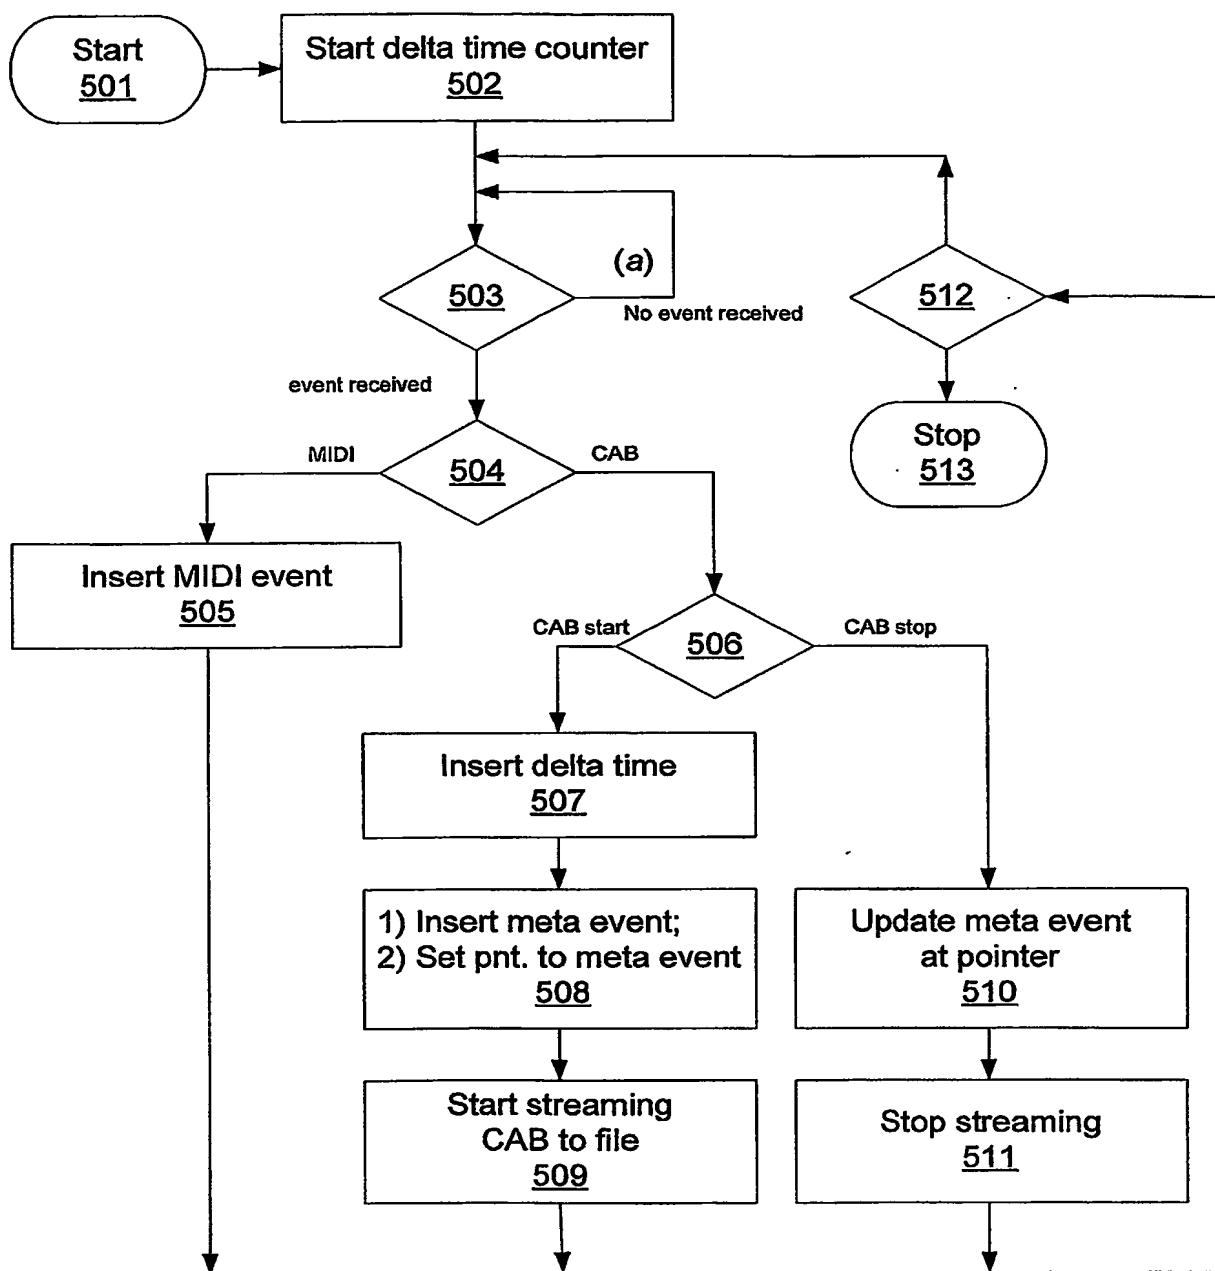 Start
501
Start delta time counter
502
(a)
503
No event received
512
event received
Stop
513
MIDI
504
CAB
Insert MIDI event
505
CAB start
506
CAB stop
Insert delta time
507
1) Insert meta event;
2) Set pnt. to meta event
508
Update meta event
at pointer
510
Start streaming
CAB to file
509
Stop streaming
511